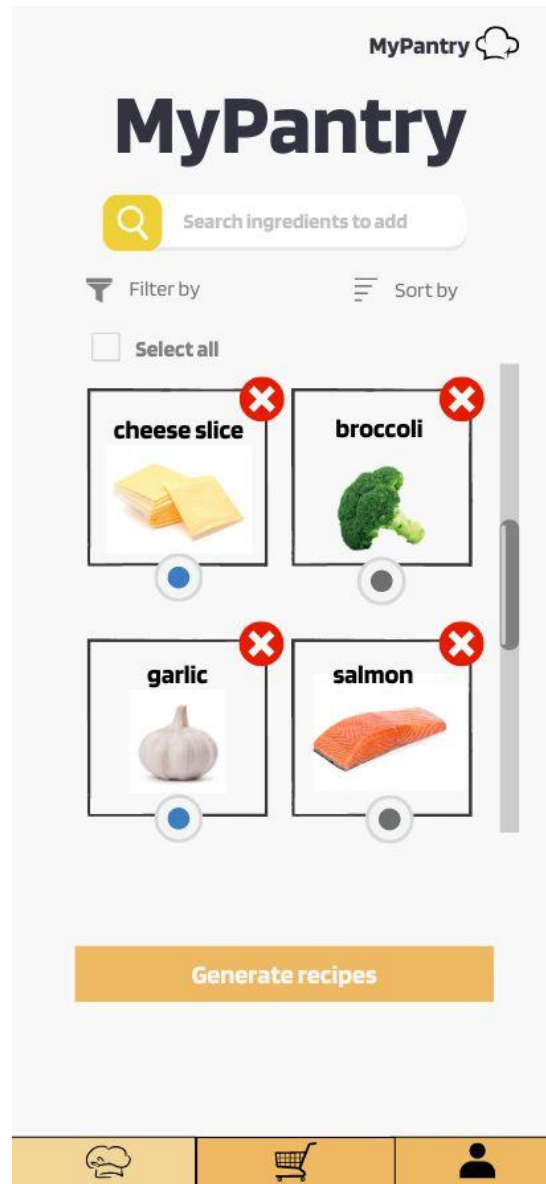 MyPantry
MyPantry
Search ingredients to add
Filter by
Sort by
Select all
cheese slice
broccoli
garlic
salmon
Generate recipes